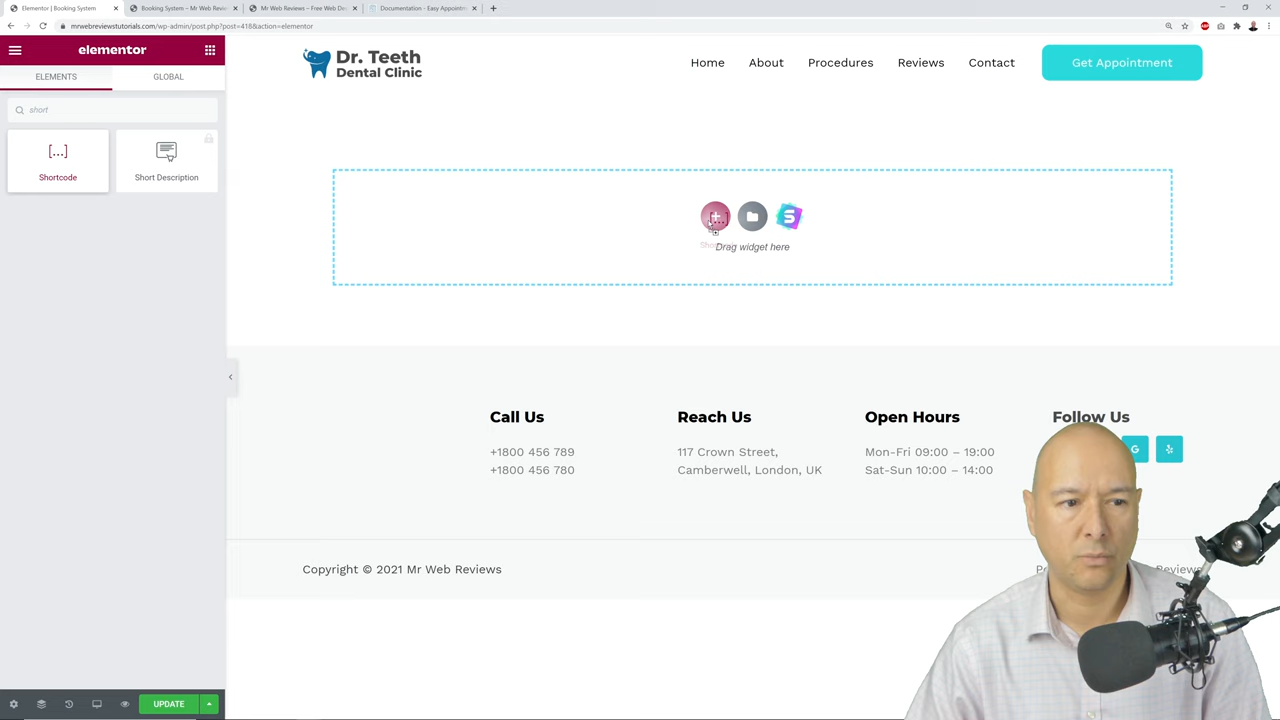 Elementor | Booking System
Booking System – Mr Web Review
Mr Web Reviews – Free Web De
Documentation - Easy Appointm
mrwebreviewstutorials.com/wp-admin/post.php?post=418&action=elementor
elementor
ELEMENTS
GLOBAL
short
[...]
Shortcode
Short Description
UPDATE
Dr. Teeth
Dental Clinic
Home
About
Procedures
Reviews
Contact
Get Appointment
S
Drag widget here
Call Us
+1800 456 789
+1800 456 780
Reach Us
117 Crown Street,
Camberwell, London, UK
Open Hours
Mon-Fri 09:00 – 19:00
Sat-Sun 10:00 – 14:00
Follow Us
G
Copyright © 2021 Mr Web Reviews
Reviews